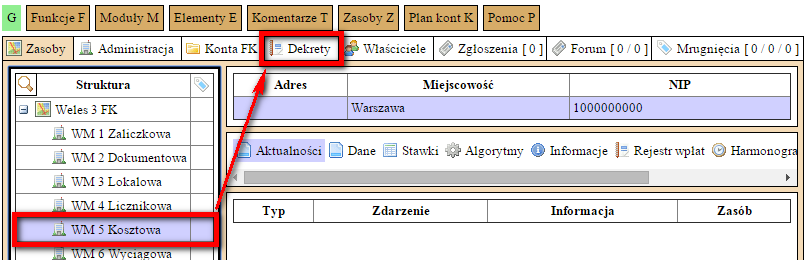 G Funkcje F Moduły M Elementy E Komentarze T Zasoby Z Plan kont K Pomoc P
Zasoby Administracja Konta FK Dekrety Właściciele Zgłoszenia [ 0 ] Forum [ 0 / 0 ] Mrugnięcia [ 0 / 0 / 0 ]
Struktura
Weles 3 FK
WM 1 Zaliczkowa
WM 2 Dokumentowa
WM 3 Lokalowa
WM 4 Licznikowa
WM 5 Kosztowa
WM 6 Wyciągowa
Adres Miejscowość NIP
Warszawa 1000000000
Aktualności Dane Stawki Algorytmy Informacje Rejestr wpłat Harmonogra
Typ Zdarzenie Informacja Zasób